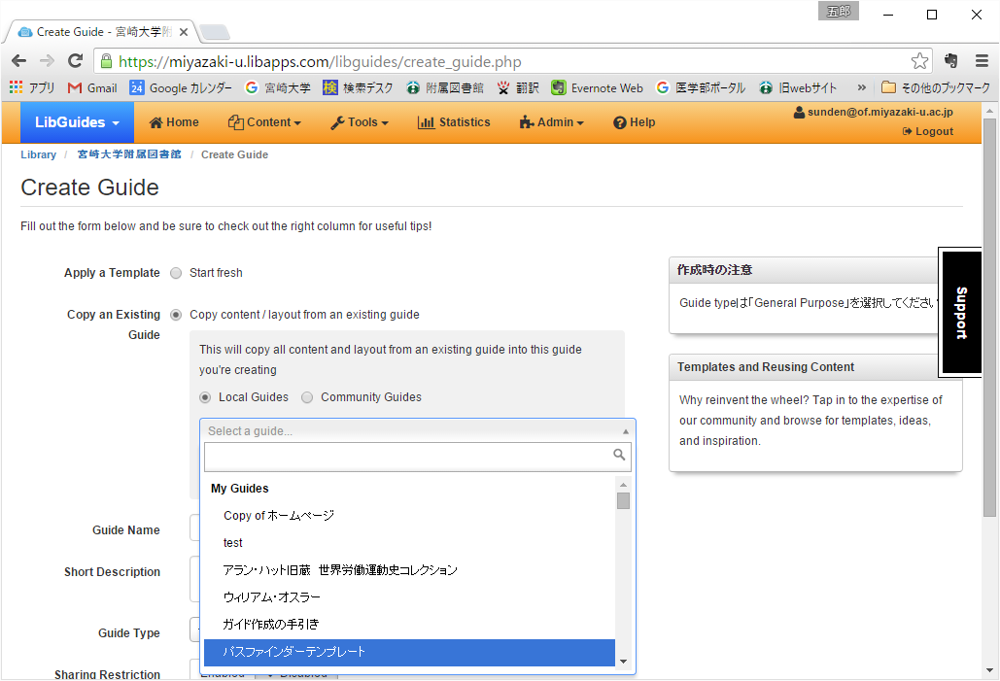 五郎
Create Guide - 宮崎大学附
https://miyazaki-u.libapps.com/libguides/create_guide.php
アプリ Gmail 24 Google カレンダー 宮崎大学 検 検索デスク 附属図書館 翻訳 Evernote Web 医学部ポータル 旧webサイト » その他のブックマーク
LibGuides Home Content Tools Statistics Admin Help sunden@of.miyazaki-u.ac.jp
Logout
Library / 宮崎大学附属図書館 / Create Guide
Create Guide
Fill out the form below and be sure to check out the right column for useful tips!
Apply a Template Start fresh
Copy an Existing Guide
Copy content / layout from an existing guide
This will copy all content and layout from an existing guide into this guide
you're creating
Local Guides Community Guides
Select a guide...
My Guides
Copy of ホームページ
test
アラン・ハット旧蔵 世界労働運動史コレクション
ウィリアム・オスラー
ガイド作成の手引き
パスファインダーテンプレート
Guide Name
Short Description
Guide Type
Sharing Restriction Enabled Disabled
作成時の注意
Guide typeは「General Purpose」を選択してください
Templates and Reusing Content
Why reinvent the wheel? Tap in to the expertise of
our community and browse for templates, ideas,
and inspiration.
Support